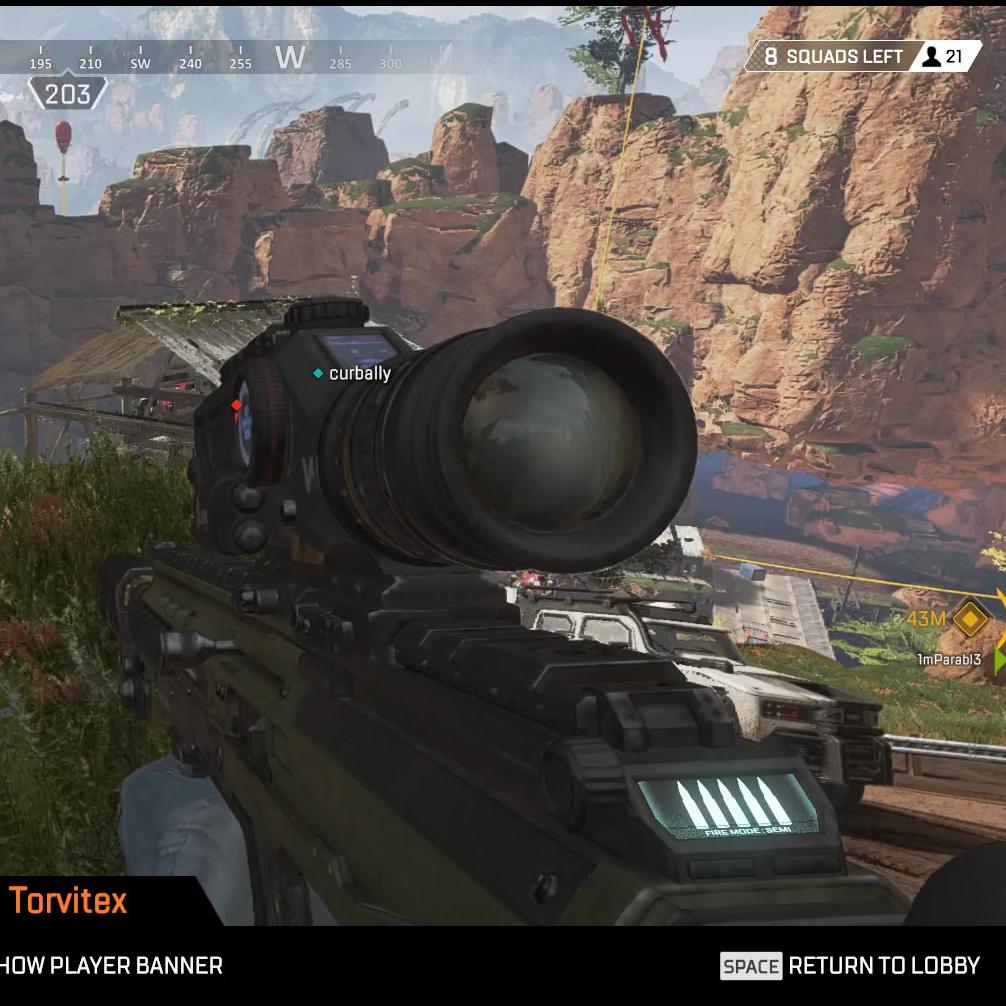 195 210 SW 240 255 W 285 300 NW
203
8 SQUADS LEFT 21
curbally
43M
1mParabl3
FIRE MODE: SEMI
Torvitex
HOW PLAYER BANNER
SPACE RETURN TO LOBBY